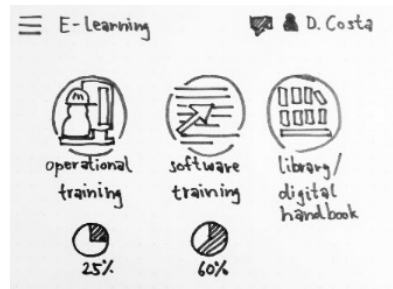 E-Learning
D. Costa
operational
training
software
training
library/
digital
handbook
25%
60%